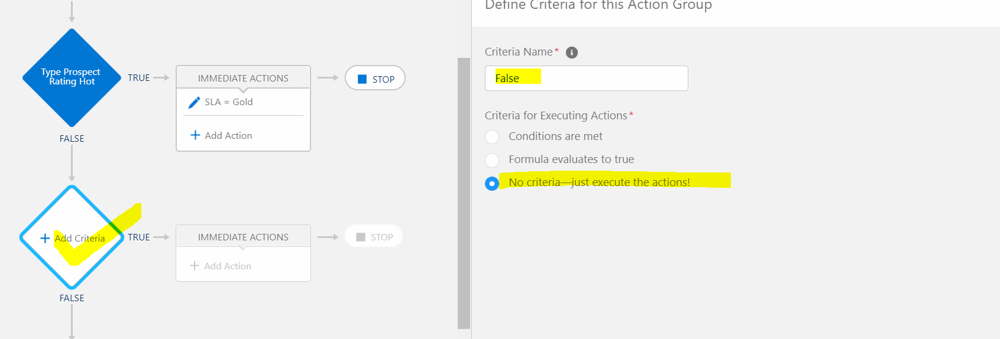 Define Criteria for this Action Group
Type Prospect
Rating Hot
TRUE
IMMEDIATE ACTIONS
STOP
SLA = Gold
Add Action
FALSE
Add Criteria
TRUE
IMMEDIATE ACTIONS
STOP
Add Action
FALSE
Criteria Name*
False
Criteria for Executing Actions*
Conditions are met
Formula evaluates to true
No criteria—just execute the actions!